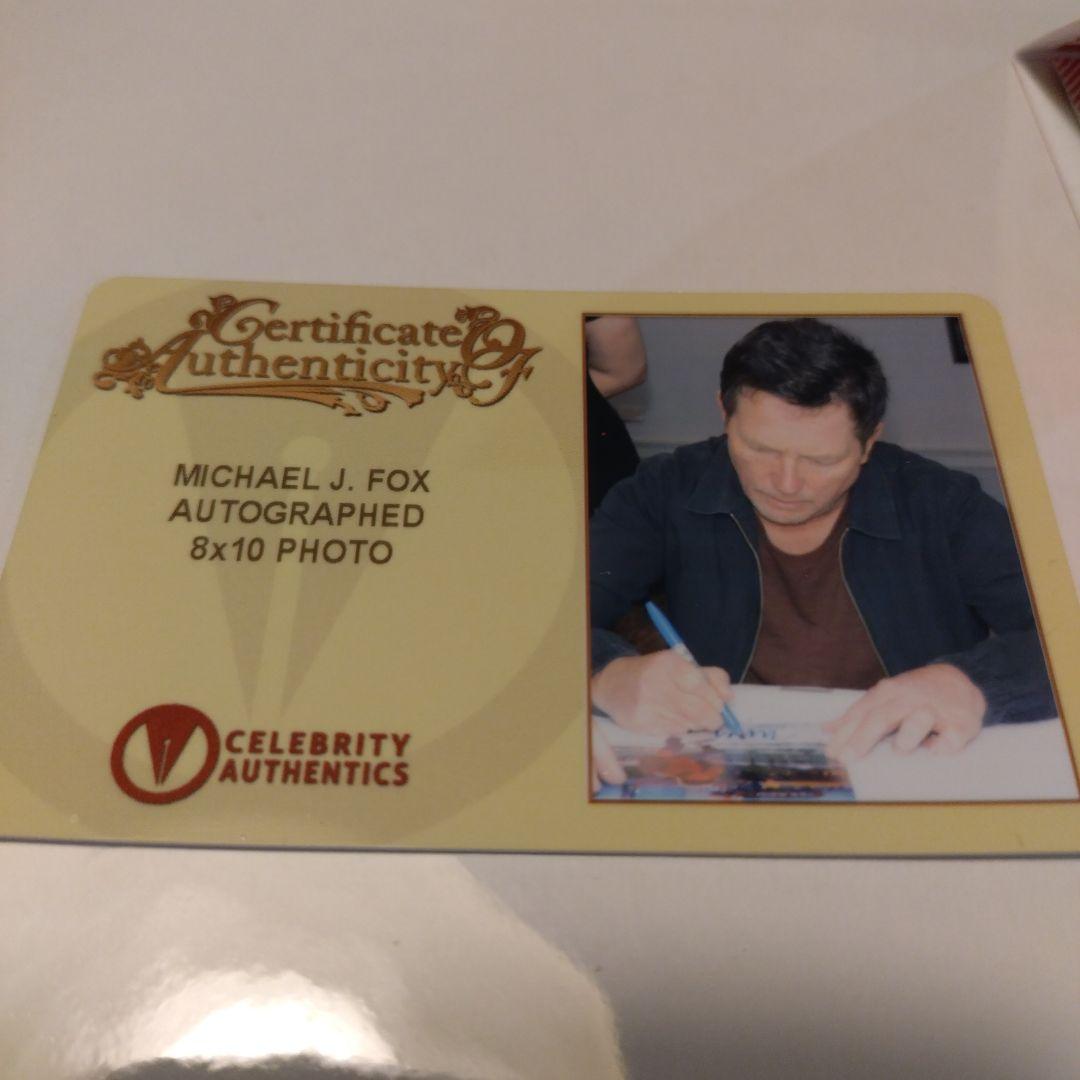 Certificate Of
Authenticity
MICHAEL J. FOX
AUTOGRAPHED
8x10 PHOTO
CELEBRITY
AUTHENTICS